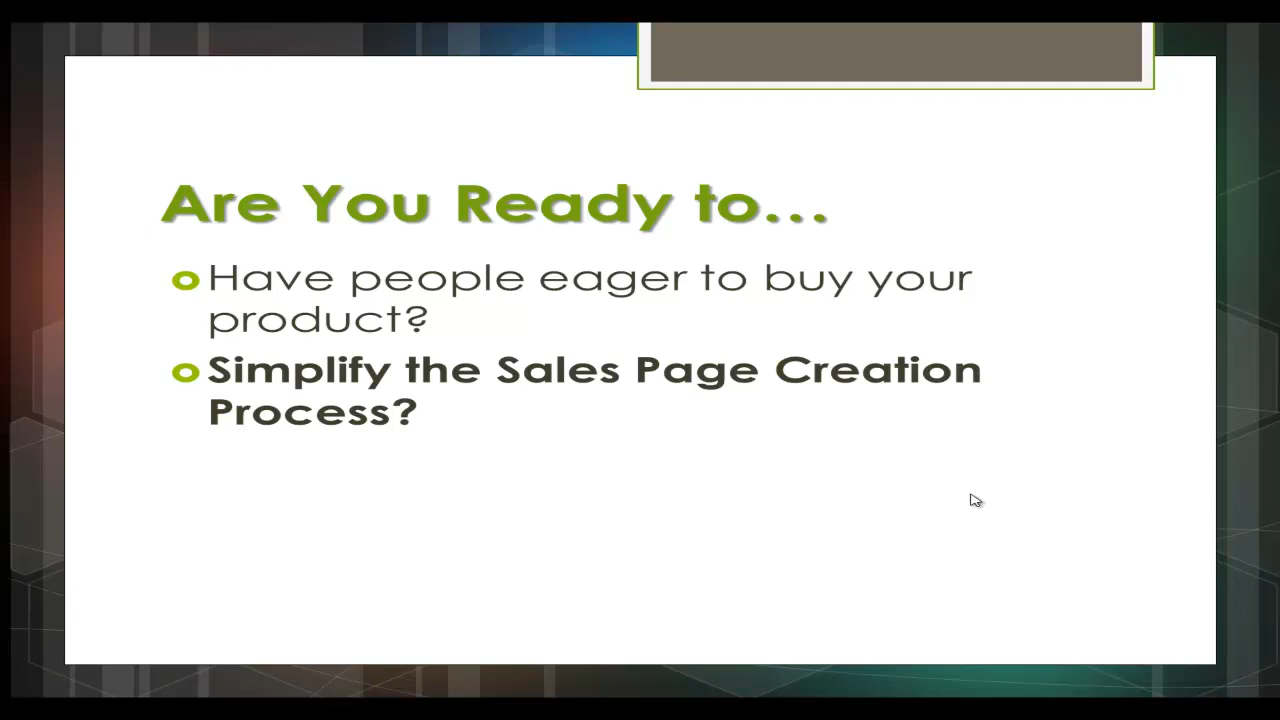 Are You Ready to...
Have people eager to buy your
product?
Simplify the Sales Page Creation
Process?